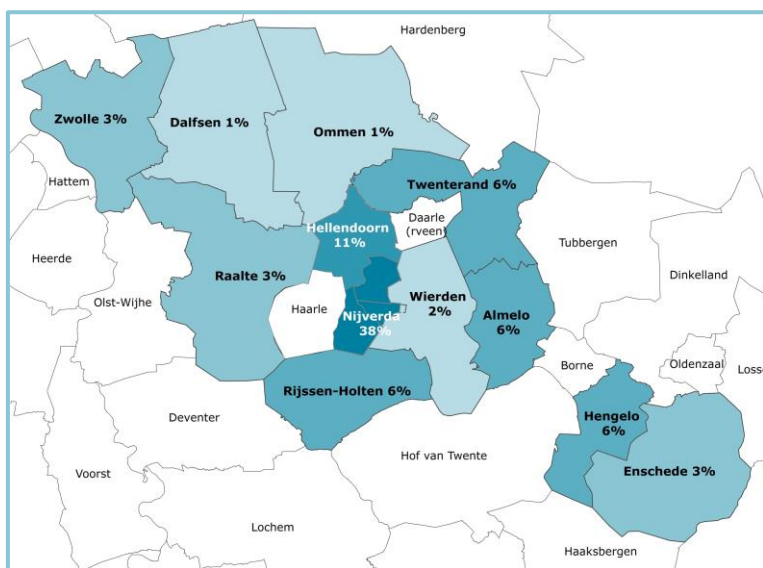 Hardenberg
Zwolle 3%
Dalfsen 1%
Ommen 1%
Hattem
Twenterand 6%
Daarle
(rveen)
Hellendoorn
11%
Tubbergen
Heerde
Raalte 3%
Dinkelland
Olst-Wijhe
Haarle
Wierden
2%
Nijverda
38%
Almelo
6%
Borne
Oldenzaal
Losse
Rijssen-Holten 6%
Deventer
Hengelo
6%
Hof van Twente
Voorst
Enschede 3%
Lochem
Haaksbergen